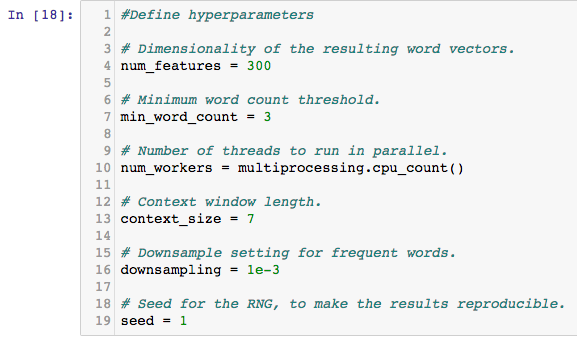 In [18]:
1 #Define hyperparameters
2
3 # Dimensionality of the resulting word vectors.
4 num_features = 300
5
6 # Minimum word count threshold.
7 min_word_count = 3
8
9 # Number of threads to run in parallel.
10 num_workers = multiprocessing.cpu_count()
11
12 # Context window length.
13 context_size = 7
14
15 # Downsample setting for frequent words.
16 downsampling = 1e-3
17
18 # Seed for the RNG, to make the results reproducible.
19 seed = 1